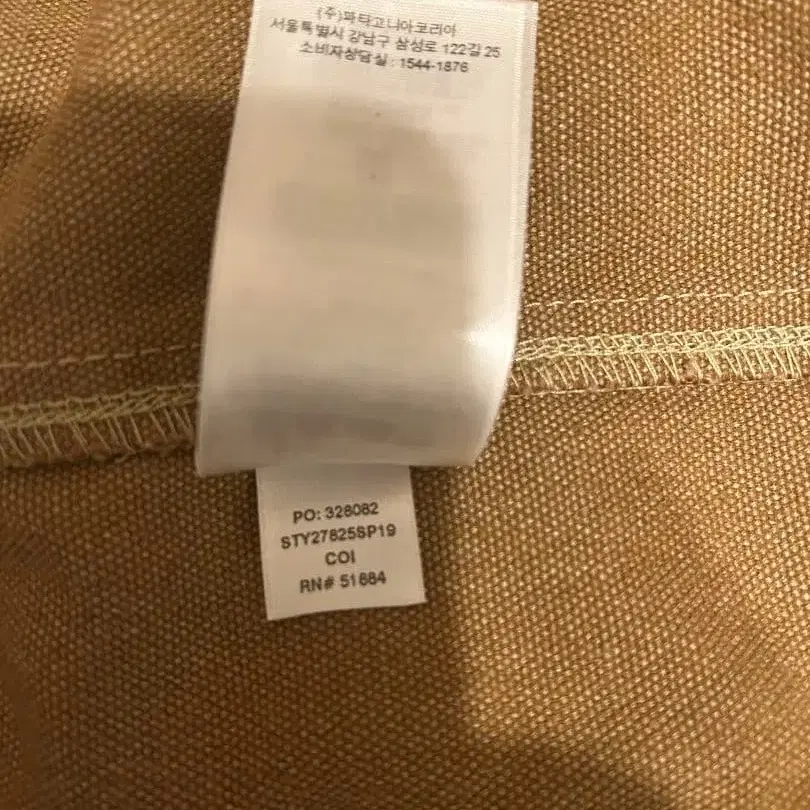 (주)파타고니아코리아
서울특별시 강남구 삼성로 122길 25
소비자상담실 : 1544-1876
PO: 328082
STY27825SP19
COI
RN# 51884